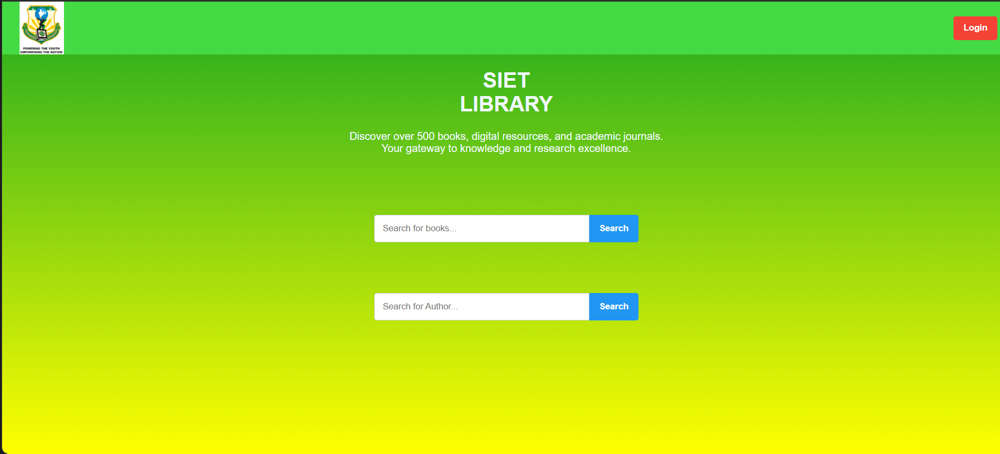 POWERING THE YOUTH
EMPOWERING THE NATION
Login
SIET
LIBRARY
Discover over 500 books, digital resources, and academic journals.
Your gateway to knowledge and research excellence.
Search for books...
Search
Search for Author...
Search